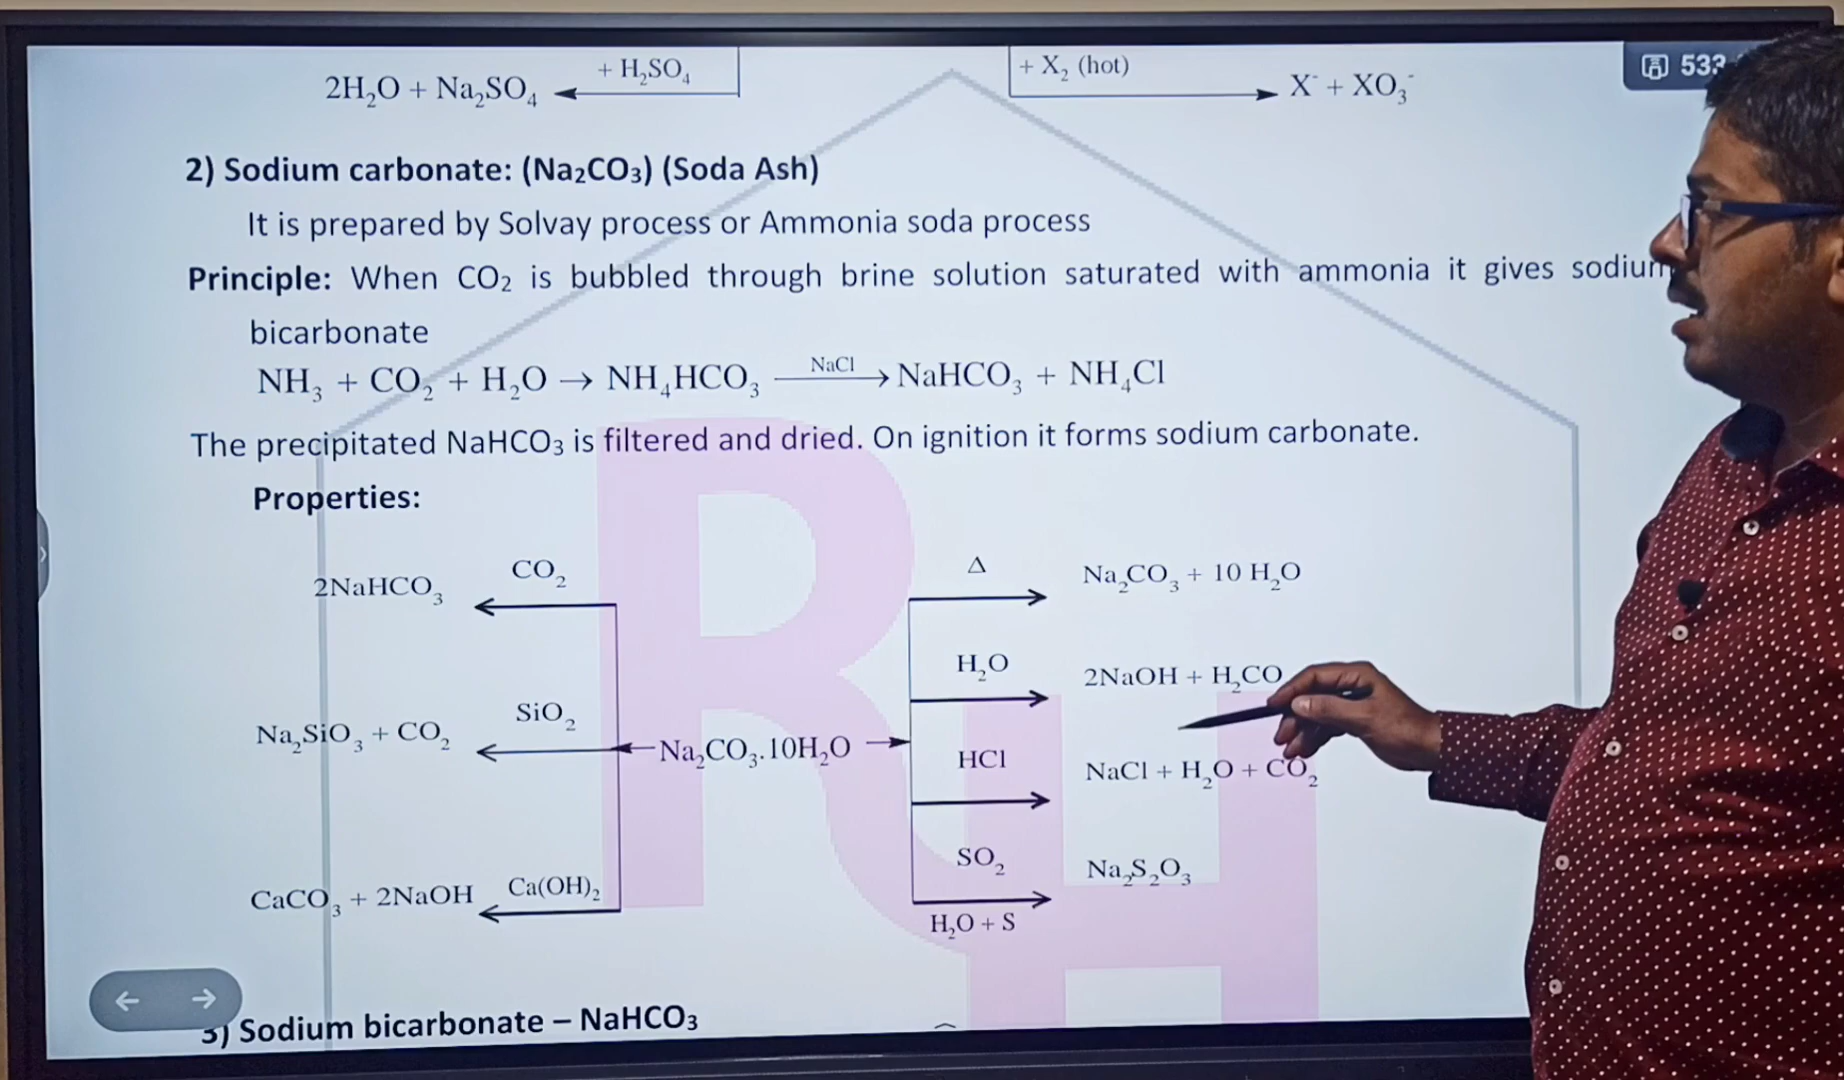 533
2H₂O + Na₂SO₄ ← + H₂SO₄
+ X₂ (hot) → X⁻ + XO₃⁻
2) Sodium carbonate: (Na₂CO₃) (Soda Ash)
It is prepared by Solvay process or Ammonia soda process
Principle: When CO₂ is bubbled through brine solution saturated with ammonia it gives sodium
bicarbonate
NH₃ + CO₂ + H₂O → NH₄HCO₃ —NaCl→ NaHCO₃ + NH₄Cl
The precipitated NaHCO₃ is filtered and dried. On ignition it forms sodium carbonate.
Properties:
2NaHCO₃ ← CO₂
Δ → Na₂CO₃ + 10 H₂O
H₂O → 2NaOH + H₂CO
Na₂SiO₃ + CO₂ ← SiO₂
← Na₂CO₃.10H₂O →
HCl → NaCl + H₂O + CO₂
CaCO₃ + 2NaOH ← Ca(OH)₂
SO₂ → Na₂S₂O₃
H₂O + S
3) Sodium bicarbonate – NaHCO₃
RH